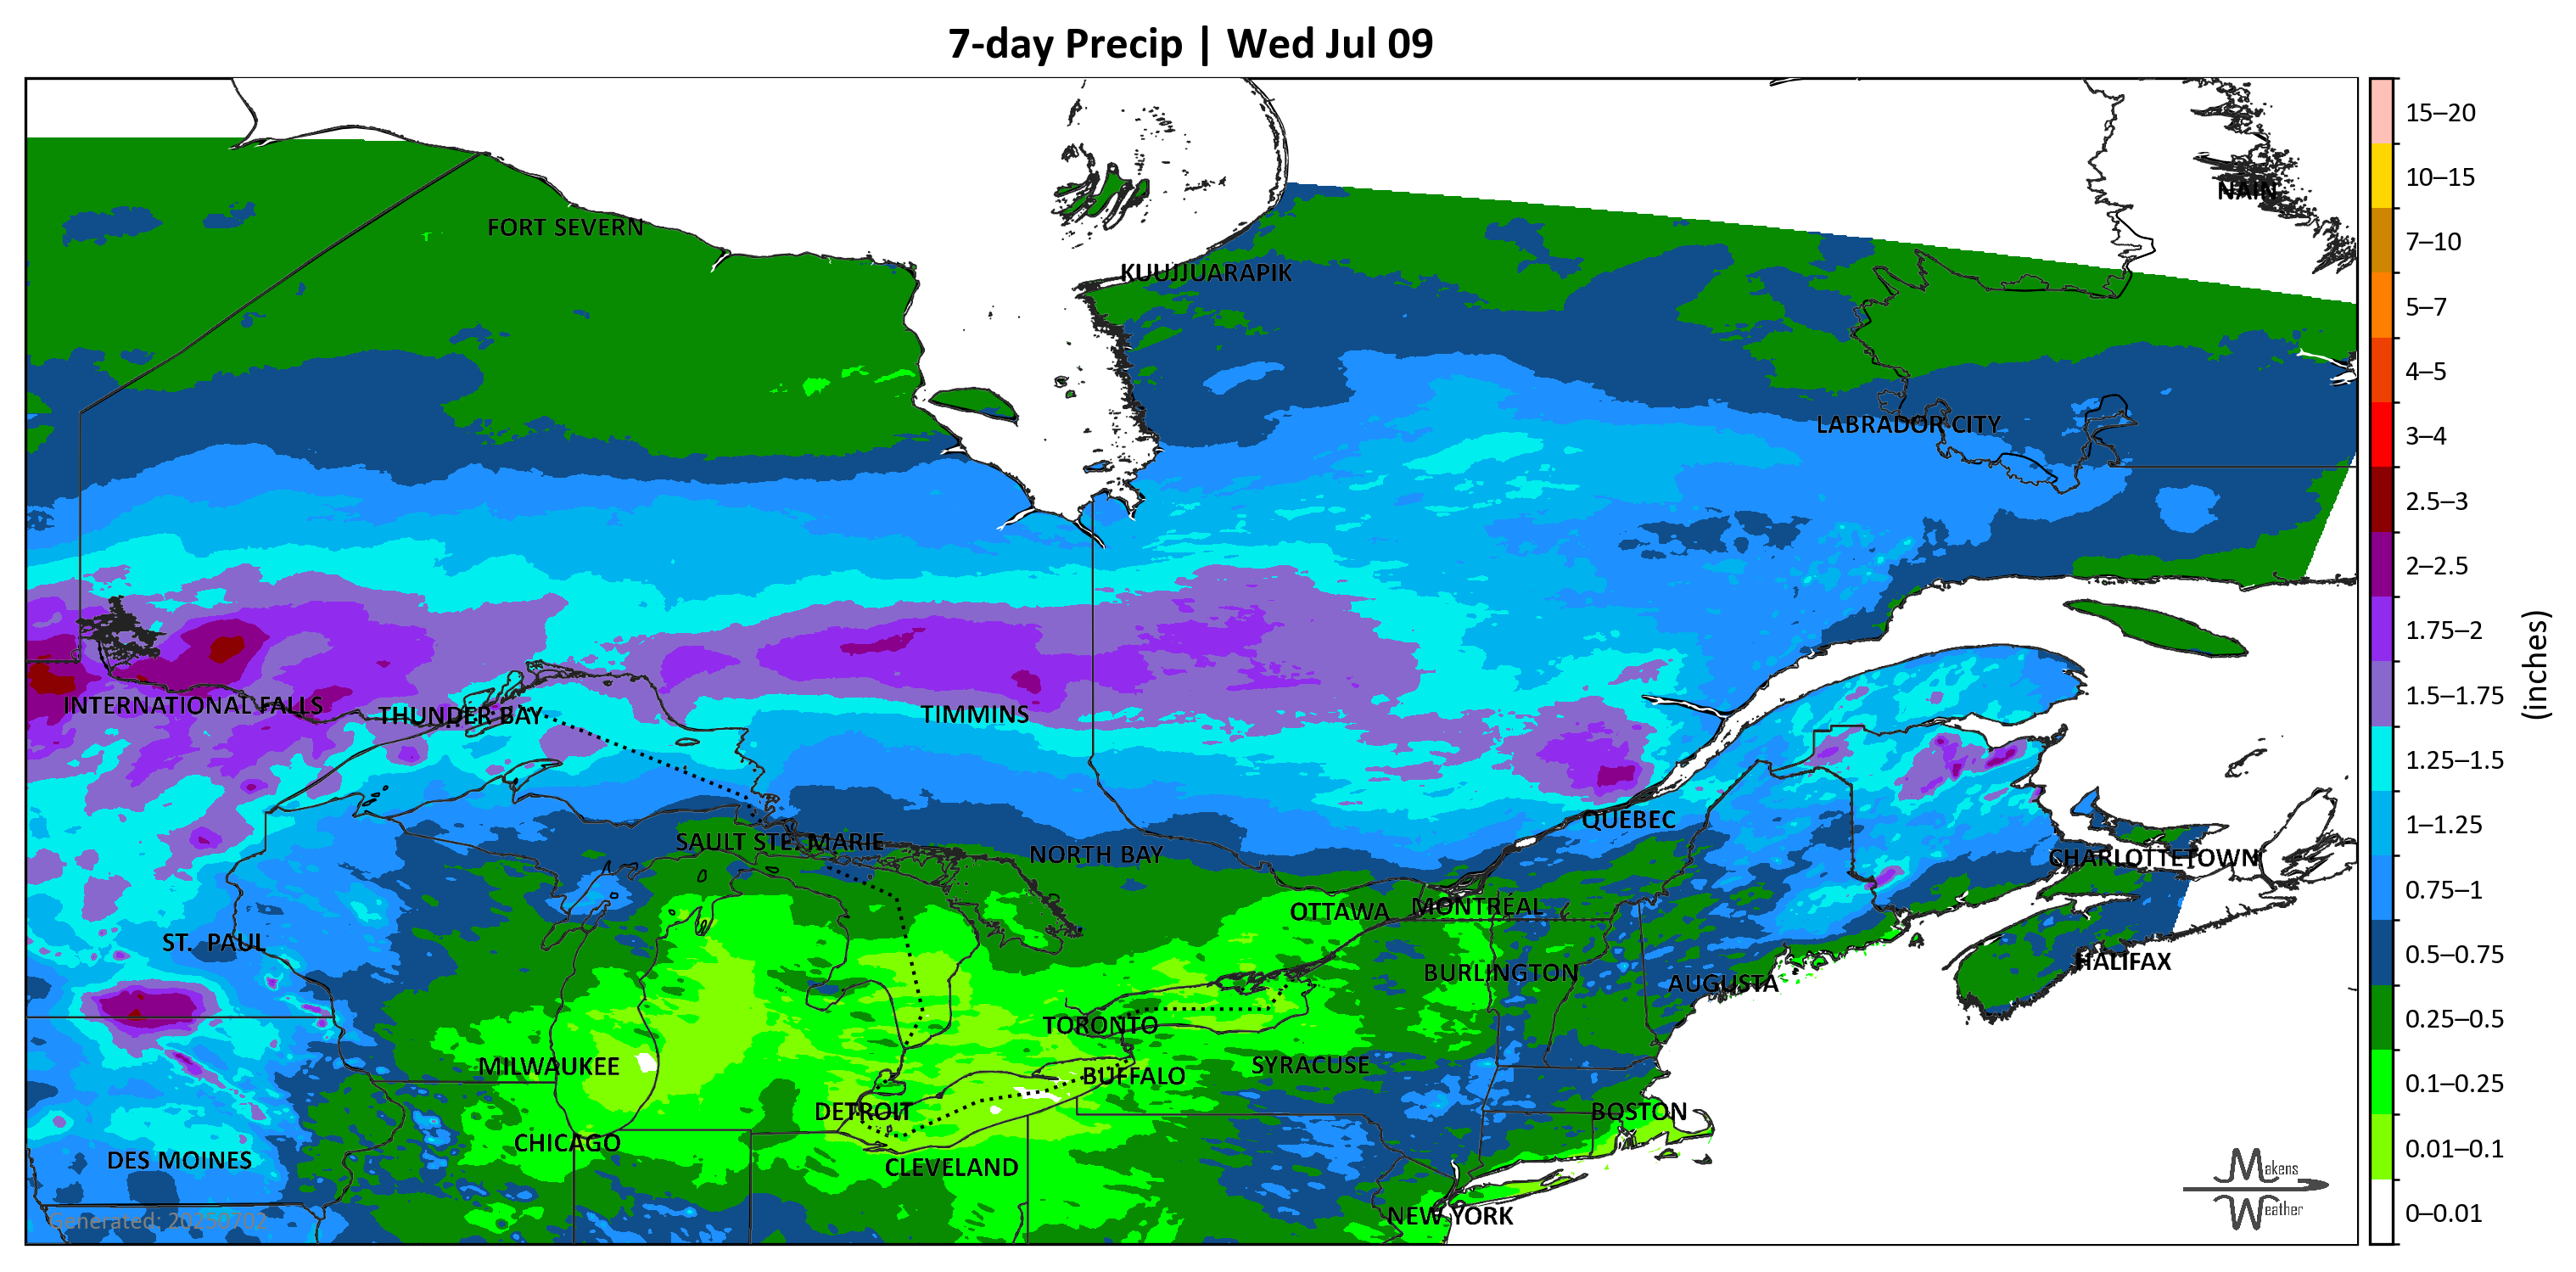 7-day Precip | Wed Jul 09
15–20
10–15
NAIN
FORT SEVERN
7–10
KUUJJUARAPIK
5–7
4–5
LABRADOR CITY
3–4
2.5–3
2–2.5
1.75–2
(inches)
INTERNATIONAL FALLS
THUNDER BAY
TIMMINS
1.5–1.75
1.25–1.5
QUEBEC
1–1.25
SAULT STE. MARIE
NORTH BAY
CHARLOTTETOWN
0.75–1
OTTAWA
MONTREAL
ST. PAUL
0.5–0.75
BURLINGTON
HALIFAX
AUGUSTA
TORONTO
0.25–0.5
MILWAUKEE
SYRACUSE
BUFFALO
0.1–0.25
DETROIT
BOSTON
CHICAGO
0.01–0.1
DES MOINES
CLEVELAND
Makens
Weather
NEW YORK
0–0.01
Generated: 20250702